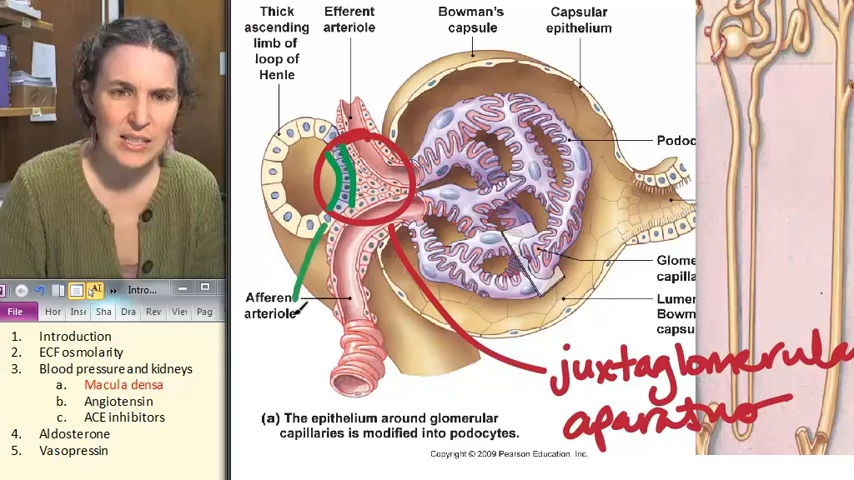 Thick
ascending
limb of
loop of
Henle
Efferent
arteriole
Bowman's
capsule
Capsular
epithelium
Podoc
Glome
capilla
Lumen
Bowm
capsu
Afferen
arteriole
juxtaglomerula
aparatus
(a) The epithelium around glomerular
capillaries is modified into podocytes.
Copyright © 2009 Pearson Education, Inc.
Intro...
File Hor Inse Sha Dra Rev Viev Pag
1. Introduction
2. ECF osmolarity
3. Blood pressure and kidneys
a. Macula densa
b. Angiotensin
c. ACE inhibitors
4. Aldosterone
5. Vasopressin